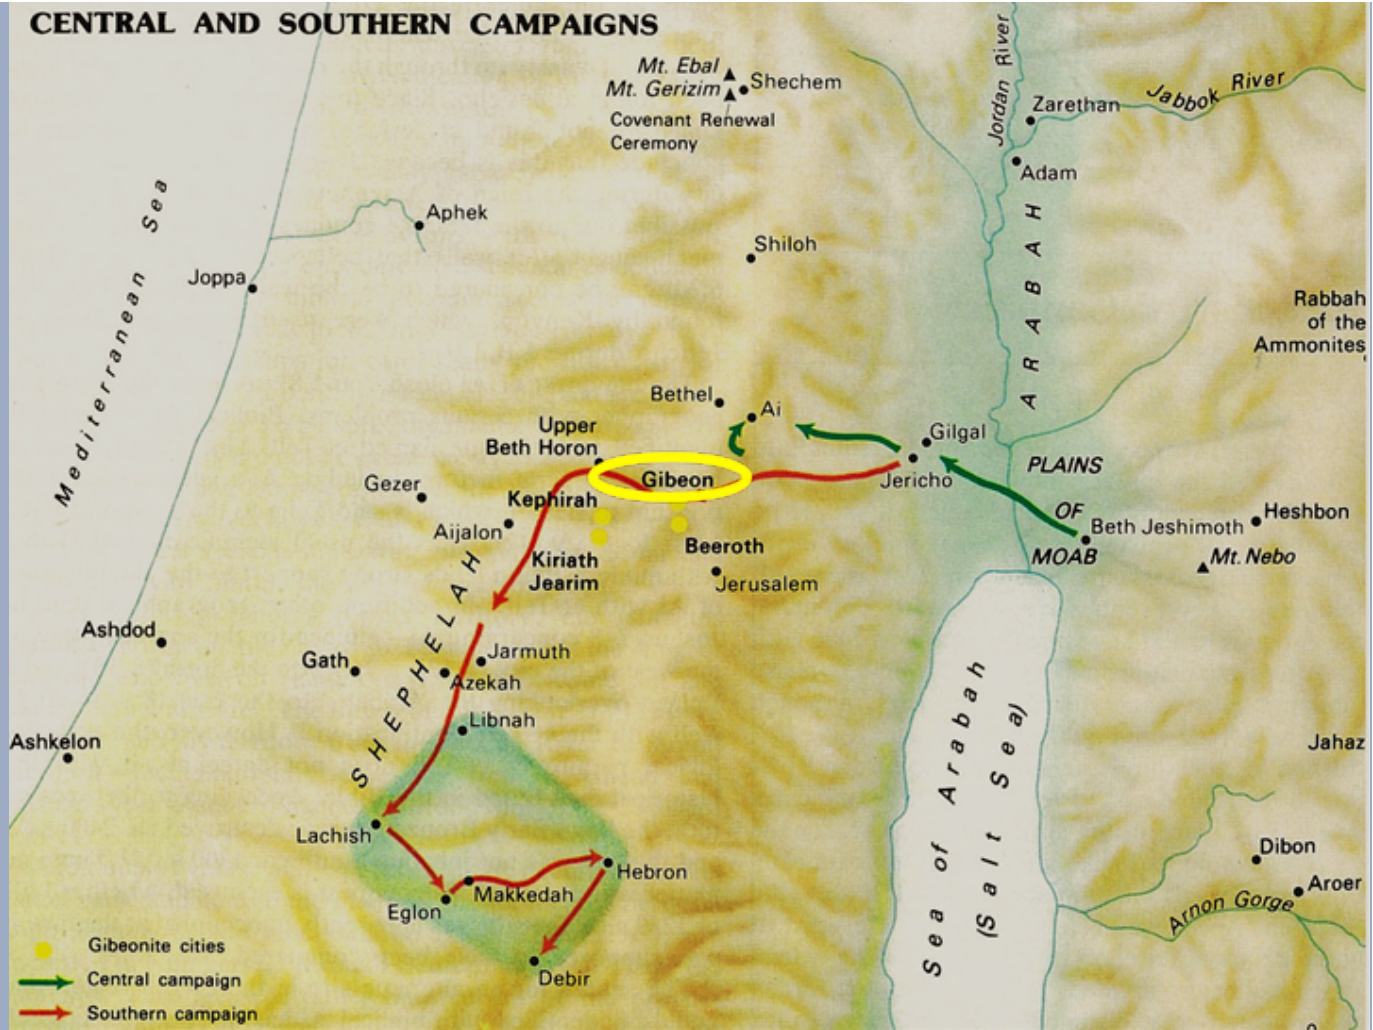 CENTRAL AND SOUTHERN CAMPAIGNS
Mt. Ebal
Mt. Gerizim
Shechem
Covenant Renewal
Ceremony
Jordan River
Zarethan
Jabbok River
Adam
Mediterranean Sea
Aphek
Shiloh
Joppa
ARABAH
Rabbah
of the
Ammonites
Bethel
Ai
Upper
Beth Horon
Gilgal
Jericho
PLAINS
OF
MOAB
Gibeon
Gezer
Kephirah
Aijalon
Beth Jeshimoth
Heshbon
Mt. Nebo
Kiriath
Jearim
Beeroth
Jerusalem
SHEPHELAH
Ashdod
Gath
Jarmuth
Azekah
Libnah
Ashkelon
Sea of Arabah
(Salt Sea)
Jahaz
Lachish
Hebron
Makkedah
Eglon
Debir
Dibon
Aroer
Arnon Gorge
Gibeonite cities
Central campaign
Southern campaign